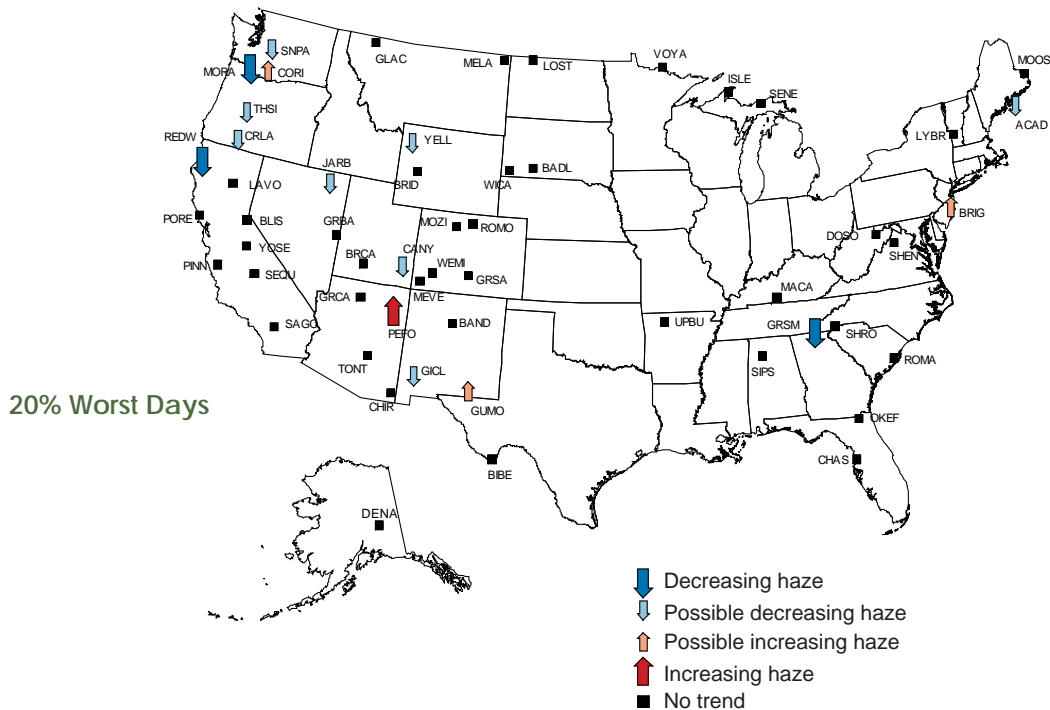 SNPA
GLAC
MELA
LOST
VOYA
MOOS
MORA
CORI
ISLE
SENE
THSI
ACAD
REDW
CRLA
YELL
LYBR
JARB
BADL
LAVO
BRID
WICA
PORE
BLIS
GRBA
MOZI
ROMO
BRIG
DOSO
YOSE
BRCA
CANY
WEMI
SHEN
PINN
SEQU
GRSA
GRCA
MEVE
MACA
SAGO
PEFO
BAND
UPBU
GRSM
SHRO
TONT
GICL
SIPS
ROMA
20% Worst Days
CHIR
GUMO
OKEF
BIBE
CHAS
DENA
Decreasing haze
Possible decreasing haze
Possible increasing haze
Increasing haze
No trend